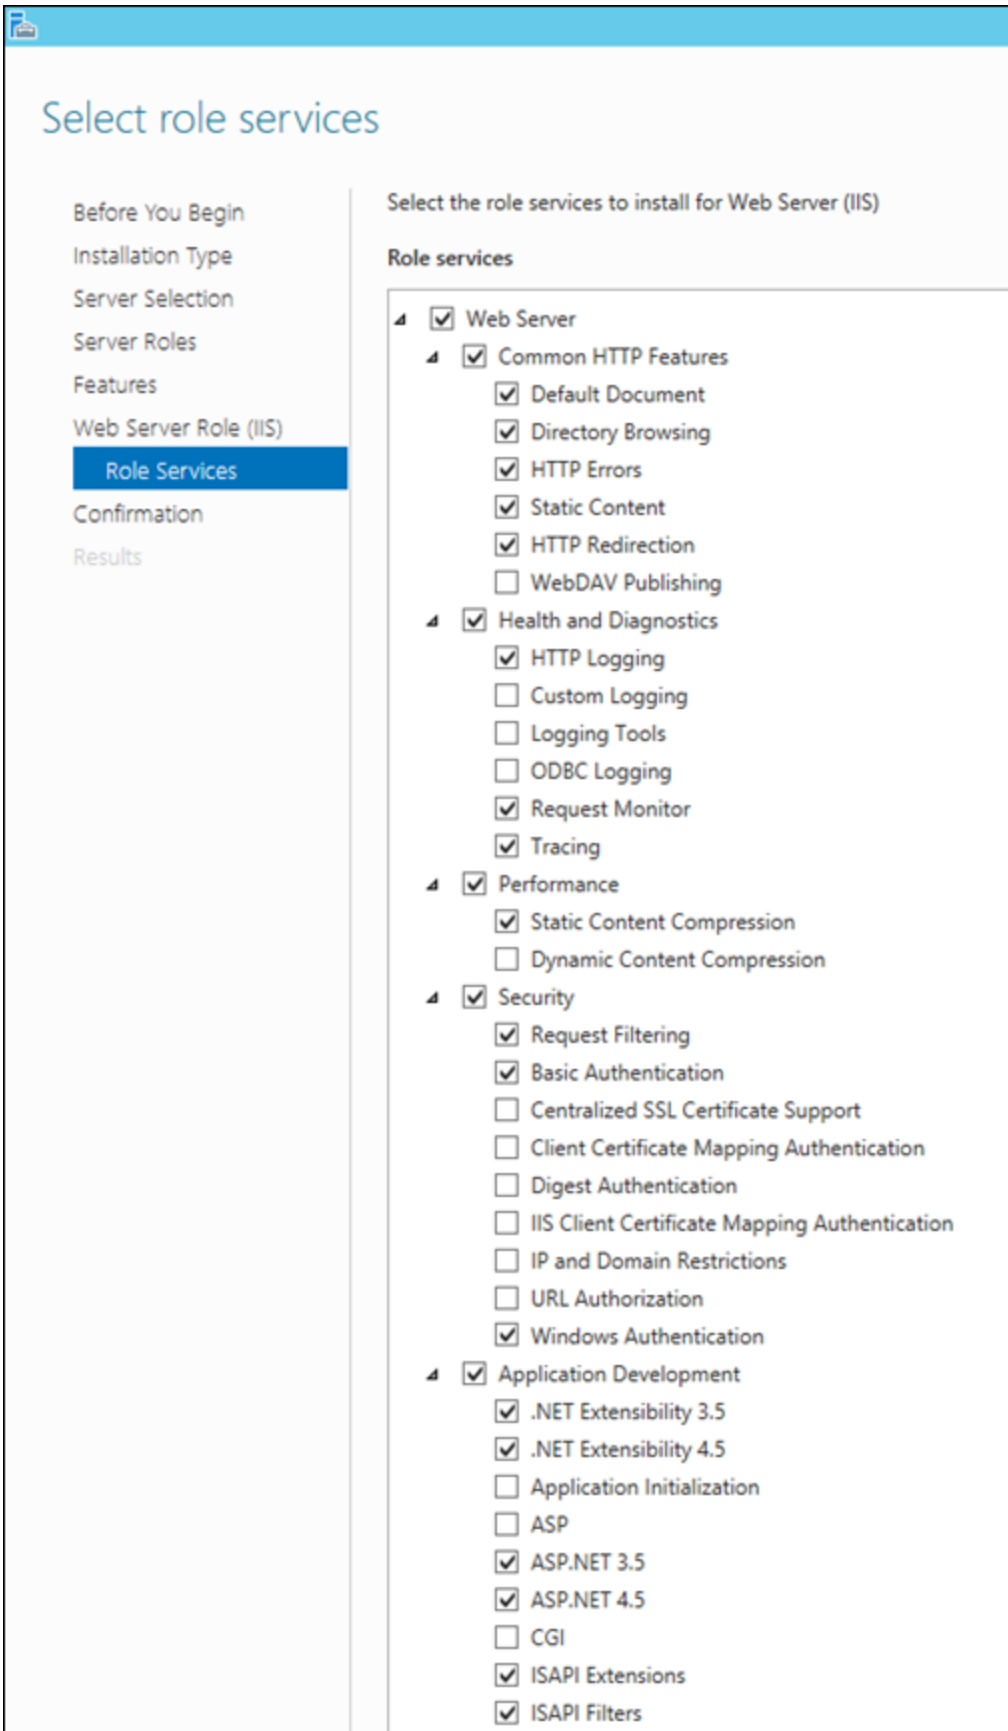 Select role services
Before You Begin
Installation Type
Server Selection
Server Roles
Features
Web Server Role (IIS)
Role Services
Confirmation
Results
Select the role services to install for Web Server (IIS)
Role services
Web Server
Common HTTP Features
Default Document
Directory Browsing
HTTP Errors
Static Content
HTTP Redirection
WebDAV Publishing
Health and Diagnostics
HTTP Logging
Custom Logging
Logging Tools
ODBC Logging
Request Monitor
Tracing
Performance
Static Content Compression
Dynamic Content Compression
Security
Request Filtering
Basic Authentication
Centralized SSL Certificate Support
Client Certificate Mapping Authentication
Digest Authentication
IIS Client Certificate Mapping Authentication
IP and Domain Restrictions
URL Authorization
Windows Authentication
Application Development
.NET Extensibility 3.5
.NET Extensibility 4.5
Application Initialization
ASP
ASP.NET 3.5
ASP.NET 4.5
CGI
ISAPI Extensions
ISAPI Filters